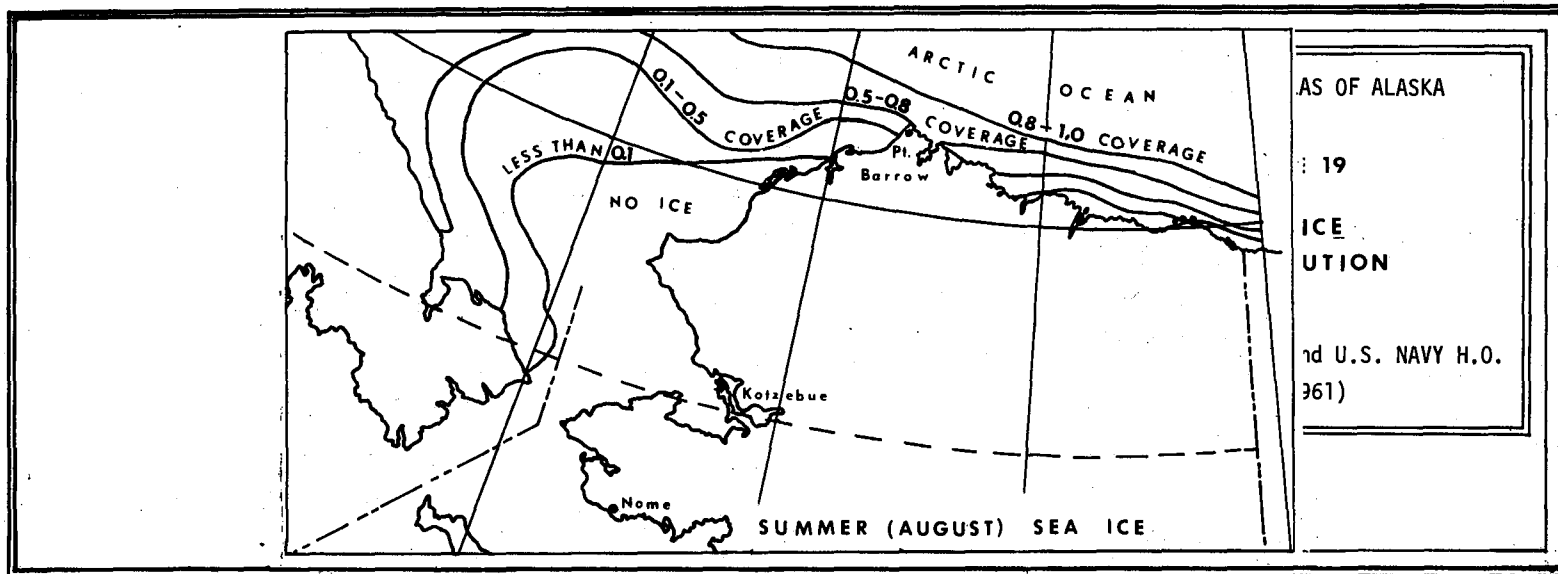 ARCTIC
OCEAN
0.1-0.5
COVERAGE
0.5-0.8
COVERAGE
0.8-1.0 COVERAGE
LESS THAN 0.1
NO ICE
Pt.
Barrow
Kotzebue
Nome
SUMMER (AUGUST) SEA ICE
AS OF ALASKA
19
ICE
UTION
nd U.S. NAVY H.O.
961)